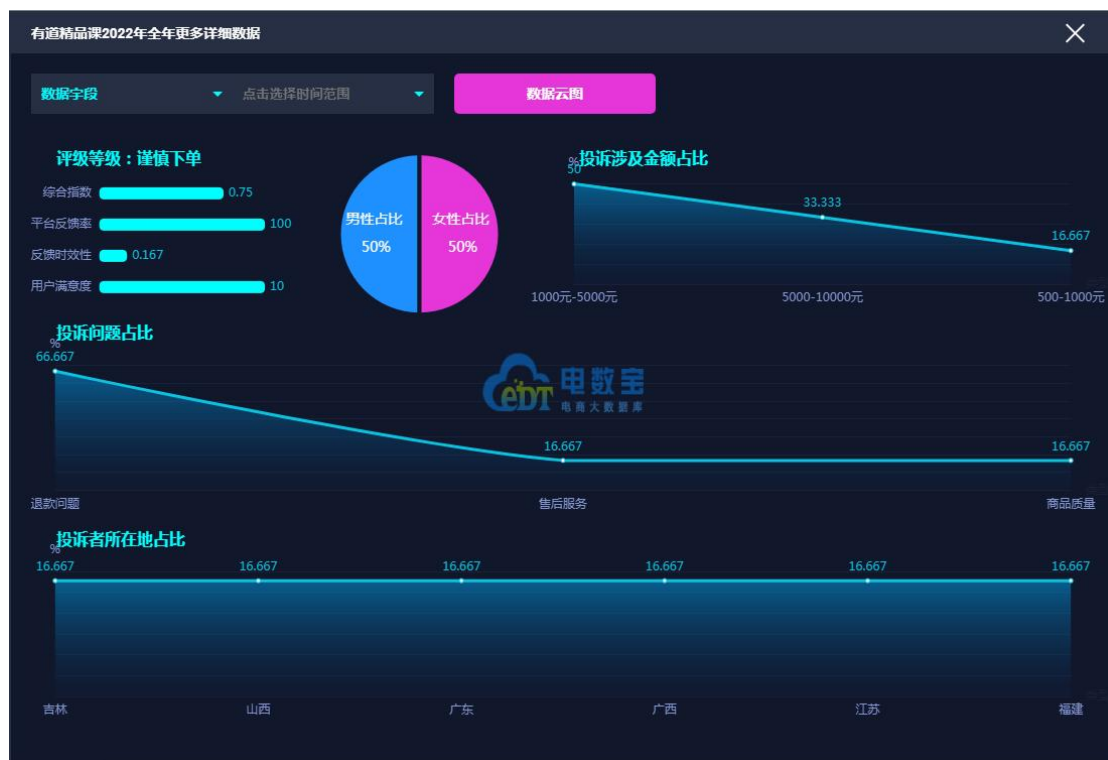 有道精品课2022年全年更多详细数据
数据字段 点击选择时间范围 数据云图
评级等级：谨慎下单
综合指数 0.75
平台反馈率 100
反馈时效性 0.167
用户满意度 10
男性占比 女性占比
50% 50%
%投诉涉及金额占比
50
33.333
16.667
1000元-5000元 5000-10000元 500-1000元
投诉问题占比
%
66.667
16.667 16.667
退款问题 售后服务 商品质量
eDT 电数宝
电商大数据库
投诉者所在地占比
%
16.667 16.667 16.667 16.667 16.667 16.667
吉林 山西 广东 广西 江苏 福建